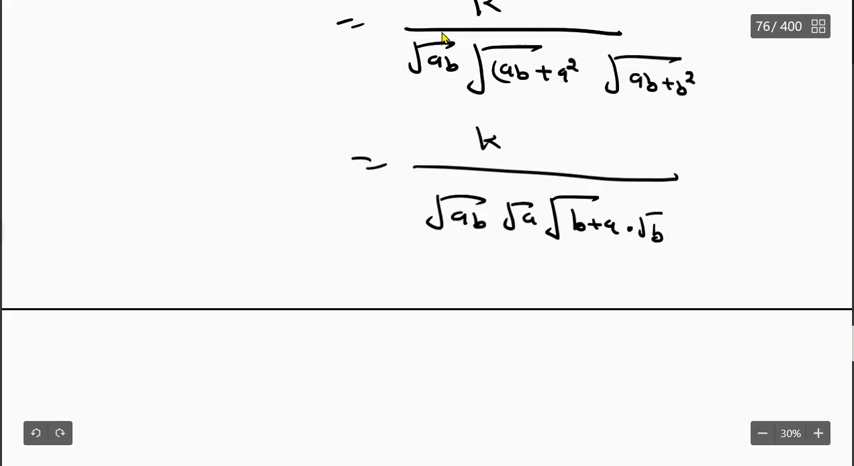 76/400
= k / √ab √(ab + a² √ab+b²
= k / √ab √a √b+a · √b
30%